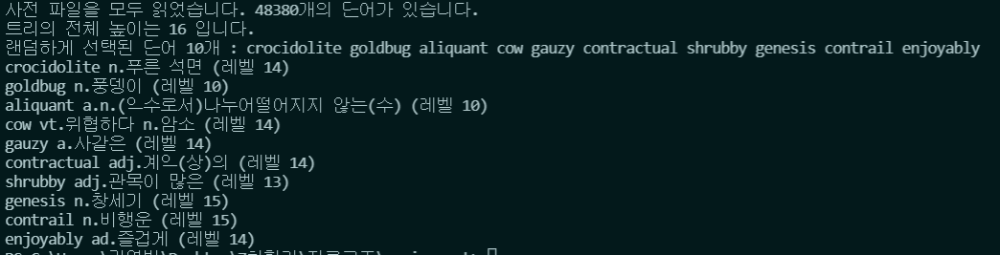 사전 파일을 모두 읽었습니다. 48380개의 단어가 있습니다.
트리의 전체 높이는 16 입니다.
랜덤하게 선택된 단어 10개 : crocidolite goldbug aliquant cow gauzy contractual shrubby genesis contrail enjoyably
crocidolite n.푸른 석면 (레벨 14)
goldbug n.풍뎅이 (레벨 10)
aliquant a.n.(으수로서)나누어떨어지지 않는(수) (레벨 10)
cow vt.위협하다 n.암소 (레벨 14)
gauzy a.사같은 (레벨 14)
contractual adj.계으(상)의 (레벨 14)
shrubby adj.관목이 많은 (레벨 13)
genesis n.창세기 (레벨 15)
contrail n.비행운 (레벨 15)
enjoyably ad.즐겁게 (레벨 14)